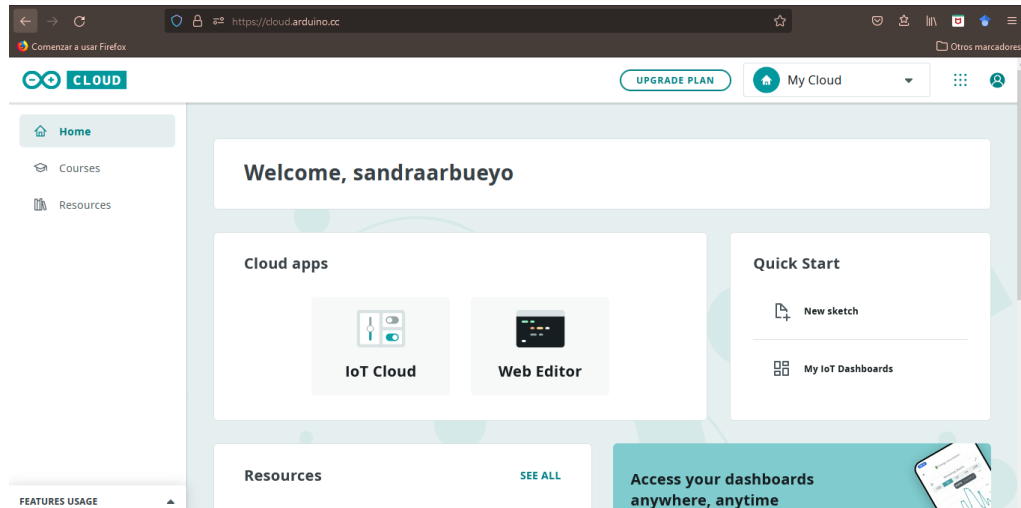 https://cloud.arduino.cc
Comenzar a usar Firefox
Otros marcadores
CLOUD
UPGRADE PLAN
My Cloud
Home
Courses
Resources
Welcome, sandraarbueyo
Cloud apps
IoT Cloud
Web Editor
Quick Start
New sketch
My IoT Dashboards
Resources
SEE ALL
Access your dashboards
anywhere, anytime
FEATURES USAGE